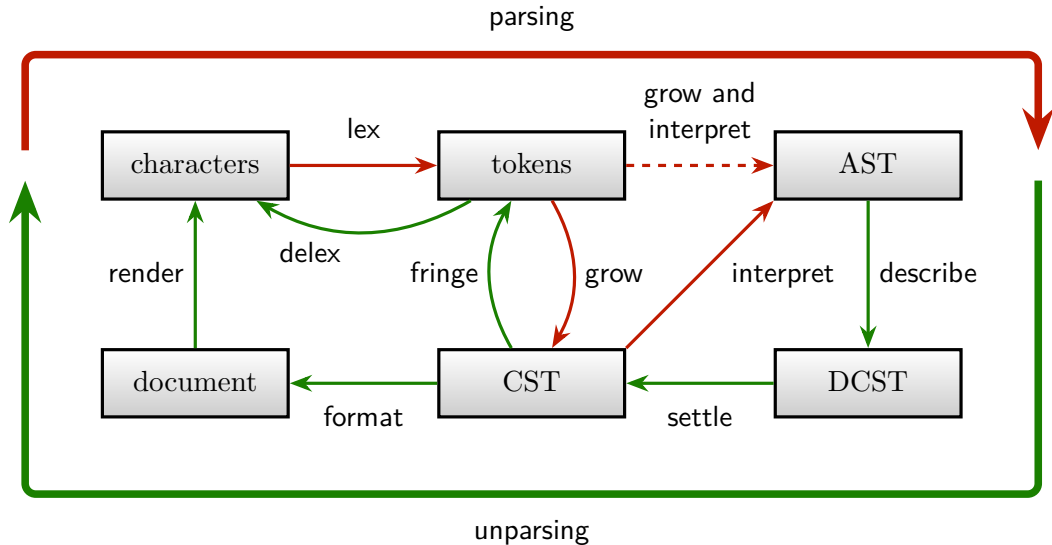 parsing
grow and
interpret
lex
characters
tokens
AST
delex
render
fringe
grow
interpret
describe
document
CST
DCST
format
settle
unparsing